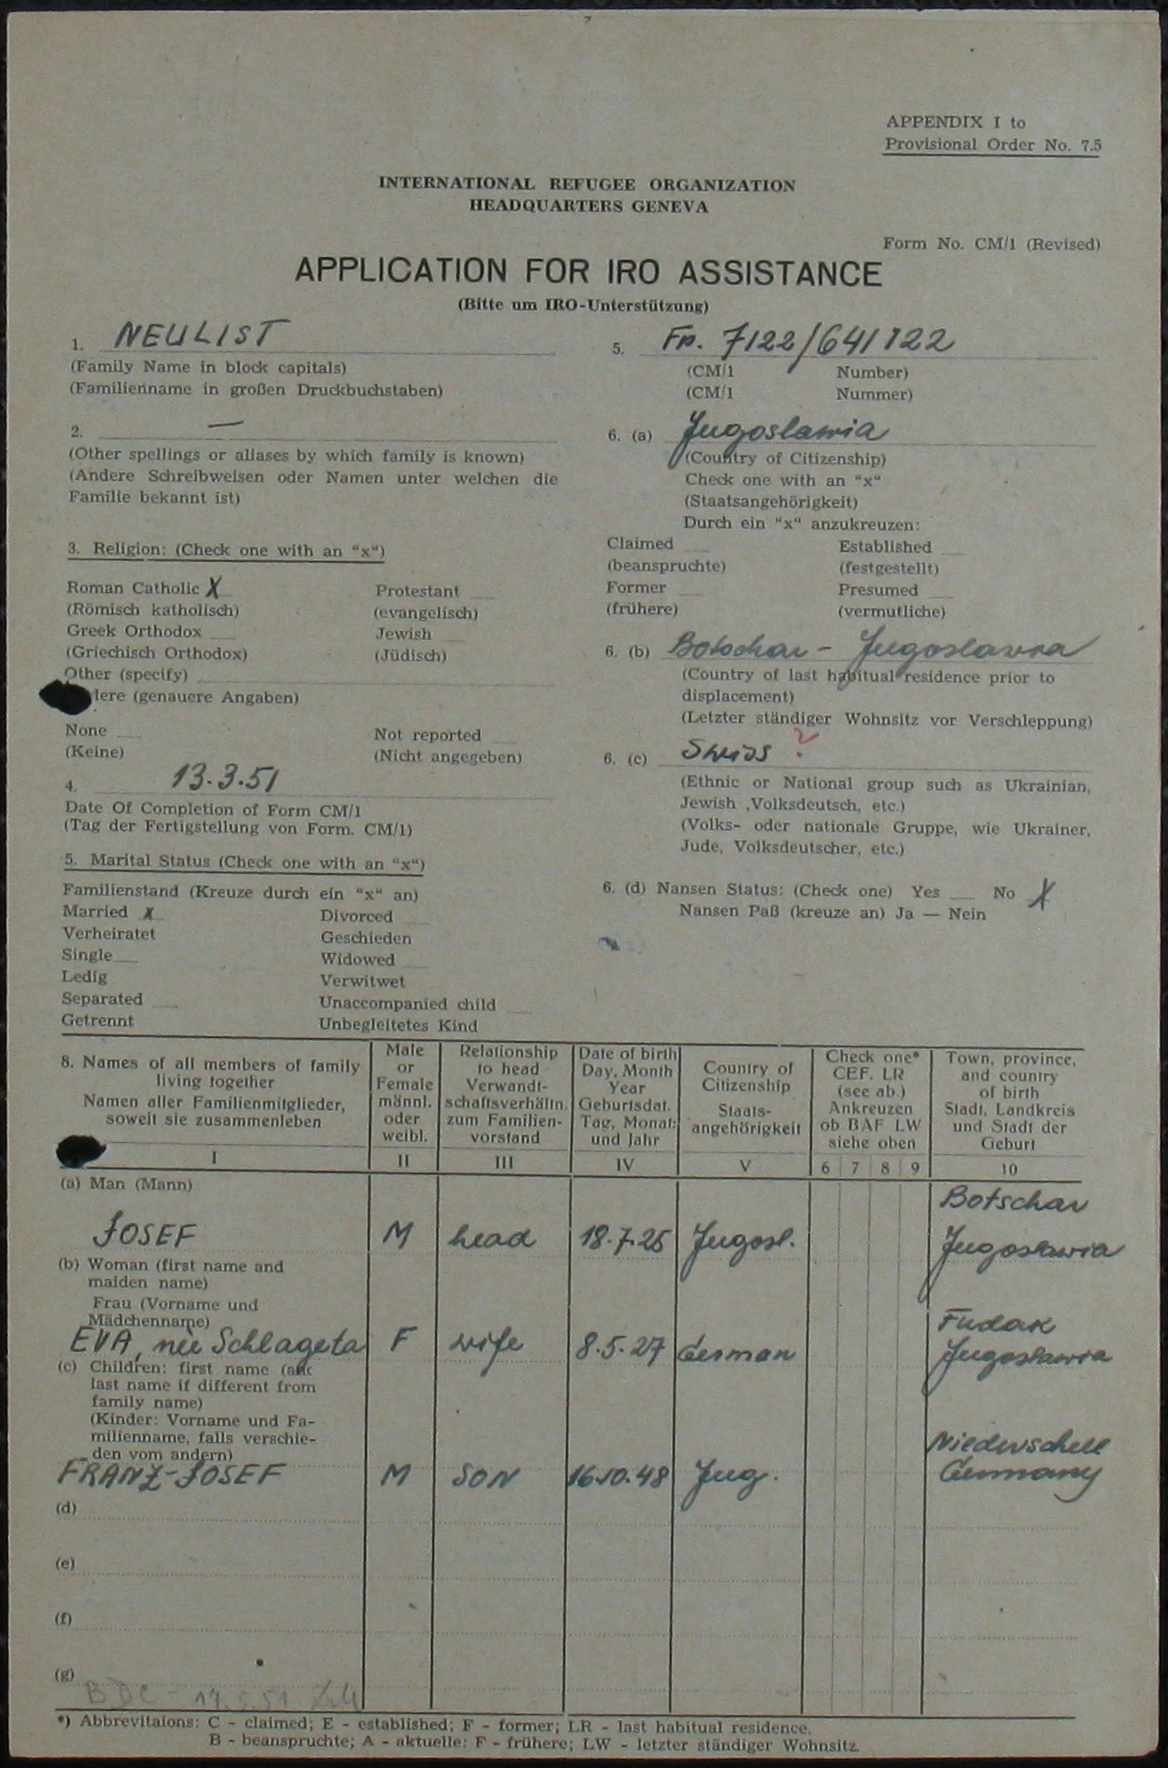 APPENDIX I to
Provisional Order No. 7.5
INTERNATIONAL REFUGEE ORGANIZATION
HEADQUARTERS GENEVA
Form No. CM/1 (Revised)
APPLICATION FOR IRO ASSISTANCE
(Bitte um IRO-Unterstützung)
1. NEULIST
(Family Name in block capitals)
(Familienname in großen Druckbuchstaben)
2. —
(Other spellings or aliases by which family is known)
(Andere Schreibweisen oder Namen unter welchen die
Familie bekannt ist)
3. Religion: (Check one with an "x")
Roman Catholic X Protestant
(Römisch katholisch) (evangelisch)
Greek Orthodox Jewish
(Griechisch Orthodox) (Jüdisch)
Other (specify)
dere (genauere Angaben)
None Not reported
(Keine) (Nicht angegeben)
4. 13.3.51
Date Of Completion of Form CM/1
(Tag der Fertigstellung von Form. CM/1)
5. Marital Status (Check one with an "x")
Familienstand (Kreuze durch ein "x" an)
Married X Divorced
Verheiratet Geschieden
Single Widowed
Ledig Verwitwet
Separated Unaccompanied child
Getrennt Unbegleitetes Kind
5. 7122/641122
(CM/1 Number)
(CM/1 Nummer)
6. (a) Jugoslawia
(Country of Citizenship)
Check one with an "x"
(Staatsangehörigkeit)
Durch ein "x" anzukreuzen:
Claimed Established
(beanspruchte) (festgestellt)
Former Presumed
(frühere) (vermutliche)
6. (b) Botschar - Jugoslavia
(Country of last habitual residence prior to
displacement)
(Letzter ständiger Wohnsitz vor Verschleppung)
6. (c) Swiss ?
(Ethnic or National group such as Ukrainian,
Jewish ,Volksdeutsch, etc.)
(Volks- oder nationale Gruppe, wie Ukrainer,
Jude, Volksdeutscher, etc.)
6. (d) Nansen Status: (Check one) Yes No X
Nansen Paß (kreuze an) Ja — Nein
8. Names of all members of family
living together
Namen aller Familienmitglieder,
soweit sie zusammenleben
I
Male
or
Female
männl.
oder
weibl.
II
Relationship
to head
Verwandt-
schaftsverhältn.
zum Familien-
vorstand
III
Date of birth
Day, Month
Year
Geburtsdat.
Tag, Monat
und Jahr
IV
Country of
Citizenship
Staats-
angehörigkeit
V
Check one*
CEF. LR
(see ab.)
Ankreuzen
ob BAF LW
siehe oben
6 7 8 9
Town, province,
and country
of birth
Stadt, Landkreis
und Stadt der
Geburt
10
(a) Man (Mann)
Botschar
JOSEF M head 18.7.26 Jugosl. Jugoslawia
(b) Woman (first name and
maiden name)
Frau (Vorname und
Mädchenname)
Fudak
EVA, née Schlageta F wife 8.5.27 German Jugoslawia
(c) Children: first name (and
last name if different from
family name)
(Kinder: Vorname und Fa-
milienname, falls verschie-
den vom andern)
FRANZ-JOSEF M SON 16.10.48 Jug. Germany
(d)
(e)
(f)
(g)
BDC
*) Abbrevitaions: C - claimed; E - established; F - former; LR - last habitual residence.
B - beanspruchte; A - aktuelle; F - frühere; LW - letzter ständiger Wohnsitz